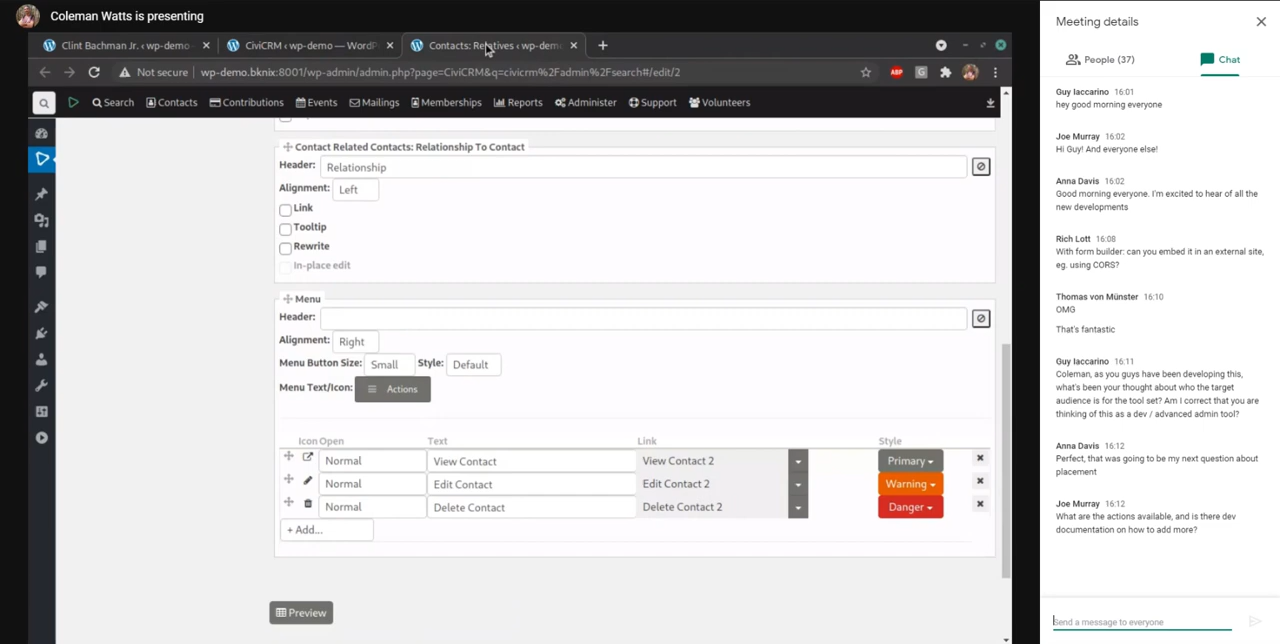 Coleman Watts is presenting
Clint Bachman Jr. ‹ wp-demo
CiviCRM ‹ wp-demo — WordP
Contacts: Relatives ‹ wp-dem
Not secure
wp-demo.bknix:8001/wp-admin/admin.php?page=CiviCRM&q=civicrm%2Fadmin%2Fsearch#/edit/2
ABP
G
Search
Contacts
Contributions
Events
Mailings
Memberships
Reports
Administer
Support
Volunteers
Contact Related Contacts: Relationship To Contact
Header: Relationship
Alignment: Left
Link
Tooltip
Rewrite
In-place edit
Menu
Header:
Alignment: Right
Menu Button Size: Small Style: Default
Menu Text/Icon: Actions
Icon Open Text Link Style
Normal View Contact View Contact 2 Primary
Normal Edit Contact Edit Contact 2 Warning
Normal Delete Contact Delete Contact 2 Danger
+ Add...
Preview
Meeting details
People (37)
Chat
Guy Iaccarino 16:01
hey good morning everyone
Joe Murray 16:02
Hi Guy! And everyone else!
Anna Davis 16:02
Good morning everyone. I'm excited to hear of all the
new developments
Rich Lott 16:08
With form builder: can you embed it in an external site,
eg. using CORS?
Thomas von Münster 16:10
OMG
That's fantastic
Guy Iaccarino 16:11
Coleman, as you guys have been developing this,
what's been your thought about who the target
audience is for the tool set? Am I correct that you are
thinking of this as a dev / advanced admin tool?
Anna Davis 16:12
Perfect, that was going to be my next question about
placement
Joe Murray 16:12
What are the actions available, and is there dev
documentation on how to add more?
Send a message to everyone